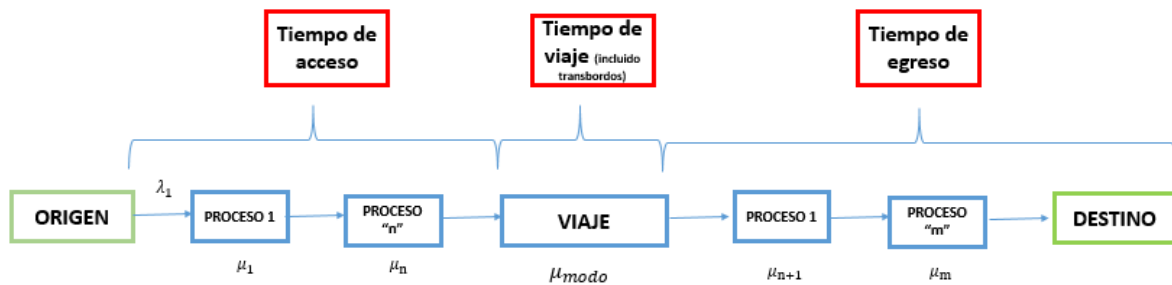 Tiempo de
acceso
Tiempo de
viaje (incluido
transbordos)
Tiempo de
egreso
λ₁
ORIGEN
PROCESO 1
PROCESO
“n”
VIAJE
PROCESO 1
PROCESO
“m”
DESTINO
μ₁
μₙ
μ_modo
μₙ₊₁
μₘ